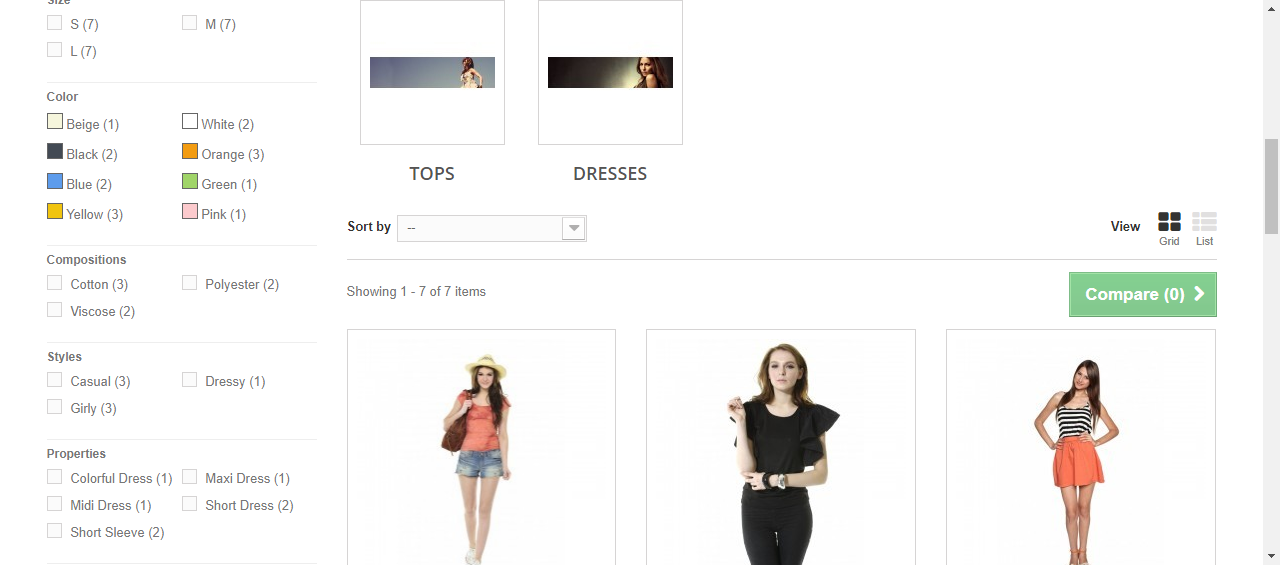 Size
S (7)
M (7)
L (7)
Color
Beige (1)
White (2)
Black (2)
Orange (3)
Blue (2)
Green (1)
Yellow (3)
Pink (1)
Compositions
Cotton (3)
Polyester (2)
Viscose (2)
Styles
Casual (3)
Dressy (1)
Girly (3)
Properties
Colorful Dress (1)
Maxi Dress (1)
Midi Dress (1)
Short Dress (2)
Short Sleeve (2)
TOPS
DRESSES
Sort by
--
View
Grid
List
Showing 1 - 7 of 7 items
Compare (0)